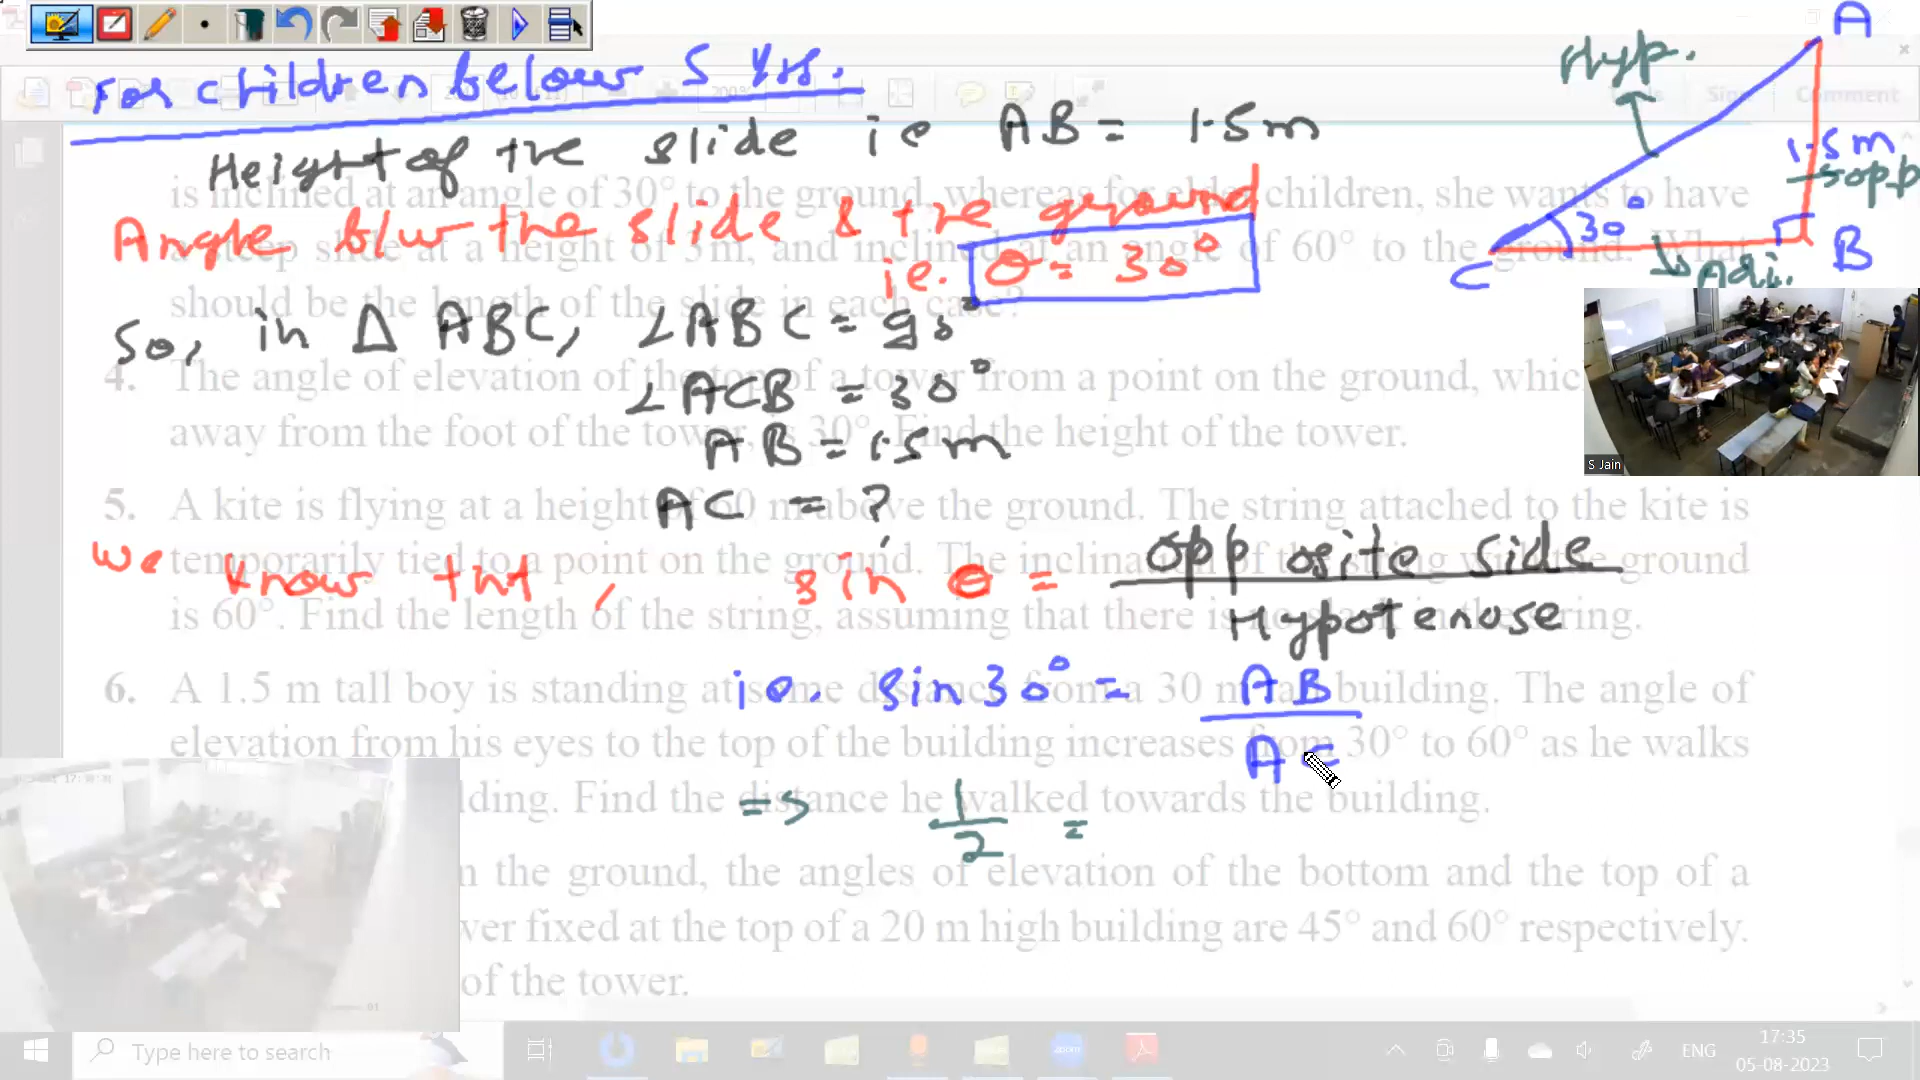 For children below 5 Yrs.
Height of the slide ie AB = 1.5m
Angle b/w the slide & the ground
ie. θ = 30°
So, in Δ ABC, ∠ABC = 90°
∠ACB = 30°
AB = 1.5m
AC = ?
We know tht, sin θ = opposite side
Hypotenose
i.e. sin30° = AB
AC
=> 1 =
2
A
Hyp.
1.5m
opp
30°
C
B
Adj.
Sign
Comment
200%
is inclined at an angle of 30° to the ground, whereas for elder children, she wants to have
a steep slide at a height of 3m, and inclined at an angle of 60° to the ground. What
should be the length of the slide in each case?
4. The angle of elevation of the top of a tower from a point on the ground, which
away from the foot of the tower, 30°. Find the height of the tower.
5. A kite is flying at a height of 60 m above the ground. The string attached to the kite is
temporarily tied to a point on the ground. The inclination of the string with the ground
is 60°. Find the length of the string, assuming that there is no slack in the string.
6. A 1.5 m tall boy is standing at some distance from a 30 m tall building. The angle of
elevation from his eyes to the top of the building increases from 30° to 60° as he walks
lding. Find the distance he walked towards the building.
n the ground, the angles of elevation of the bottom and the top of a
wer fixed at the top of a 20 m high building are 45° and 60° respectively.
of the tower.
S Jain
Type here to search
zoom
ENG
17:35
05-08-2023